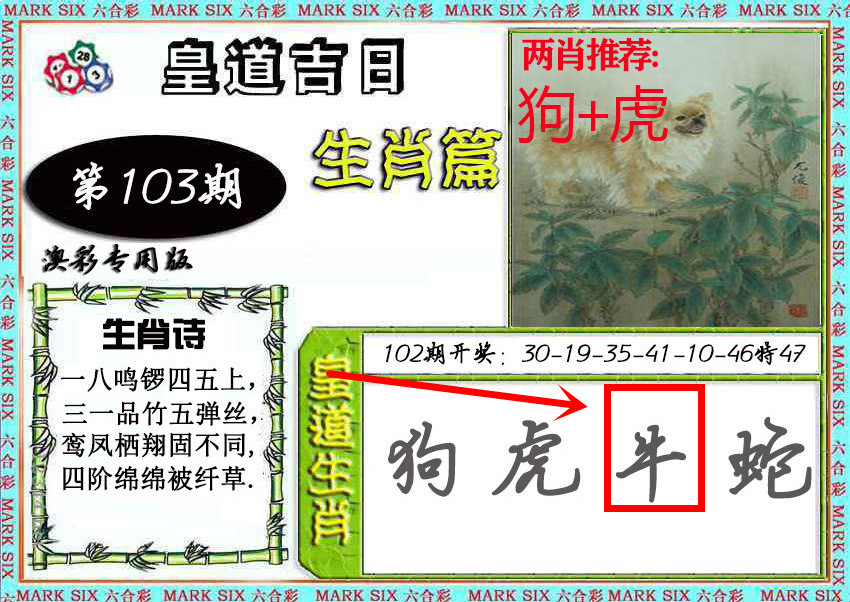 MARK SIX 六合彩 MARK SIX 六合彩 MARK SIX 六合彩 MARK SIX 六合彩 MARK SIX 六合彩 MARK SIX 六合彩
皇道吉日
28
1
3
两肖推荐:
狗+虎
生肖篇
第103期
澳彩专用版
生肖诗
一八鸣锣四五上，
三一品竹五弹丝，
鸾凤栖翔固不同,
四阶绵绵被纤草.
102期开奖：30-19-35-41-10-46特47
皇道生肖
狗 虎 牛 蛇
MARK SIX 六合彩 MARK SIX 六合彩 MARK SIX 六合彩 MARK SIX 六合彩 MARK SIX 六合彩 MARK SIX